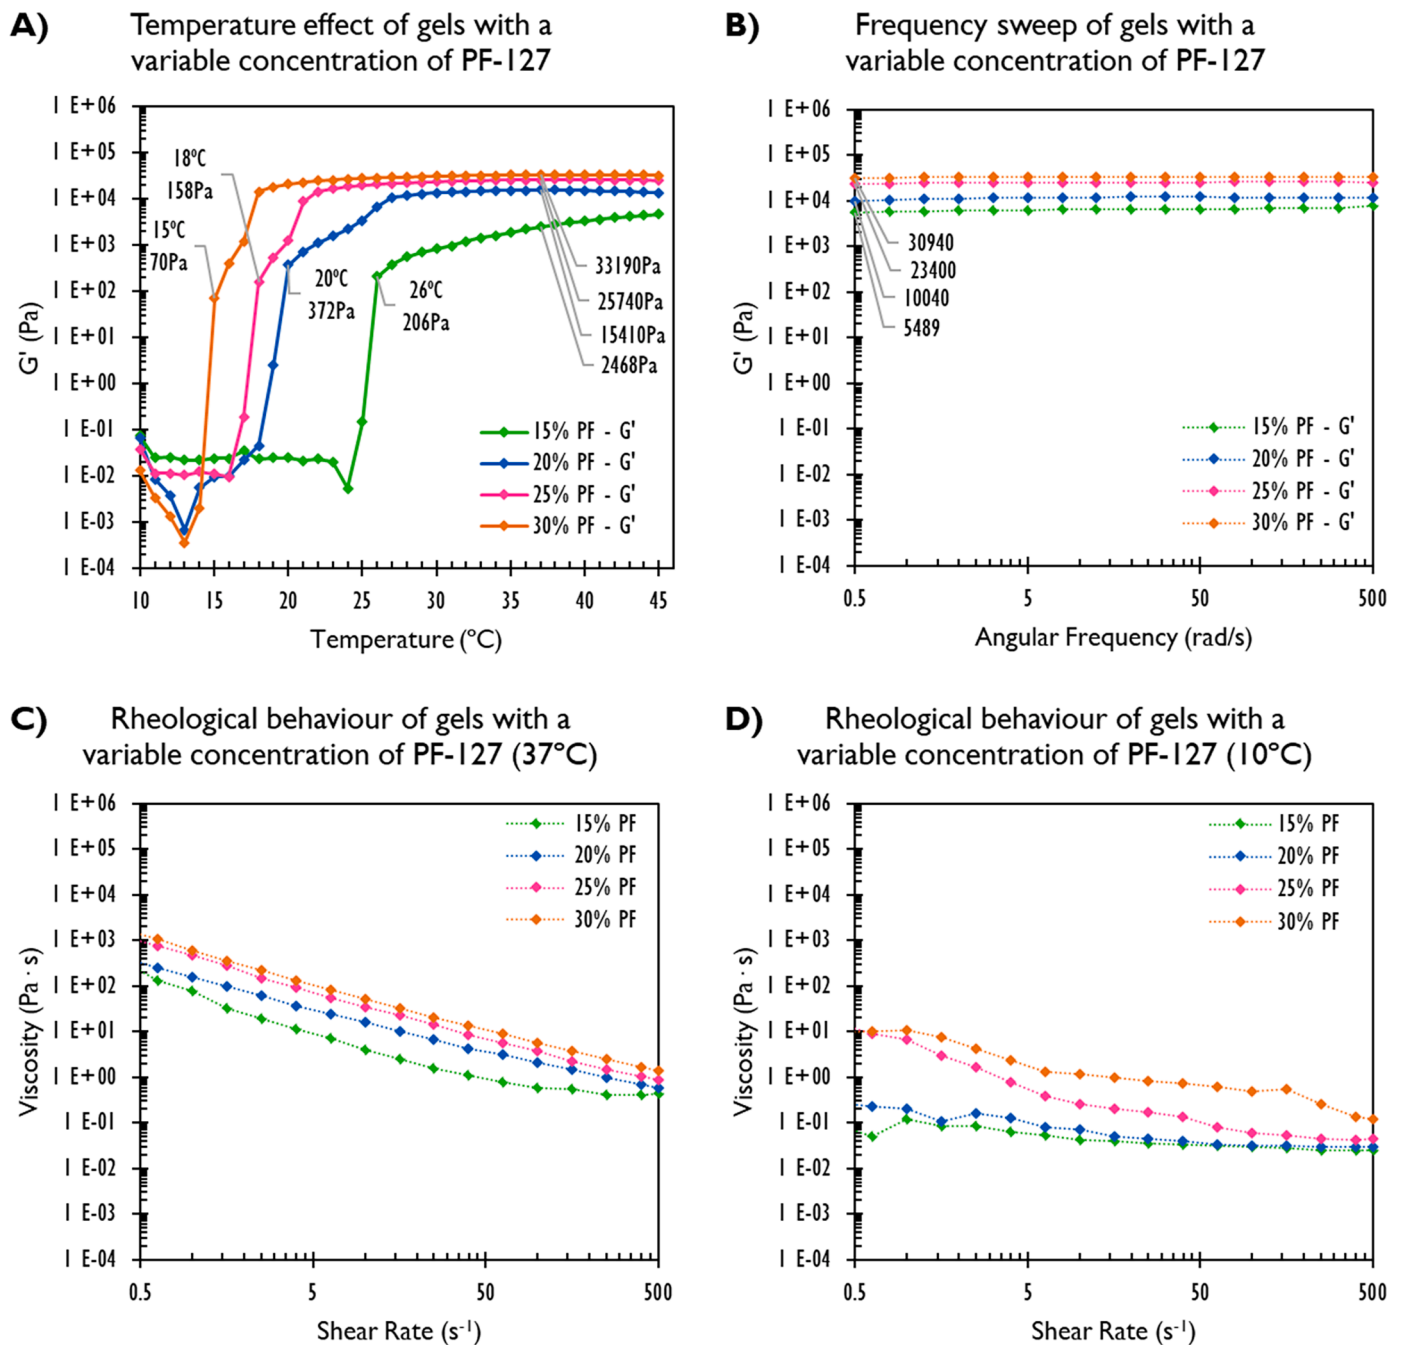 A) Temperature effect of gels with a
variable concentration of PF-127
1 E+06
1 E+05
1 E+04
1 E+03
1 E+02
1 E+01
1 E+00
1 E-01
1 E-02
1 E-03
1 E-04
G' (Pa)
18ºC
158Pa
15ºC
70Pa
20ºC
372Pa
26ºC
206Pa
33190Pa
25740Pa
15410Pa
2468Pa
15% PF - G'
20% PF - G'
25% PF - G'
30% PF - G'
10 15 20 25 30 35 40 45
Temperature (ºC)
B) Frequency sweep of gels with a
variable concentration of PF-127
1 E+06
1 E+05
1 E+04
1 E+03
1 E+02
1 E+01
1 E+00
1 E-01
1 E-02
1 E-03
1 E-04
G' (Pa)
30940
23400
10040
5489
15% PF - G'
20% PF - G'
25% PF - G'
30% PF - G'
0.5 5 50 500
Angular Frequency (rad/s)
C) Rheological behaviour of gels with a
variable concentration of PF-127 (37ºC)
1 E+06
1 E+05
1 E+04
1 E+03
1 E+02
1 E+01
1 E+00
1 E-01
1 E-02
1 E-03
1 E-04
Viscosity (Pa · s)
15% PF
20% PF
25% PF
30% PF
0.5 5 50 500
Shear Rate (s-1)
D) Rheological behaviour of gels with a
variable concentration of PF-127 (10ºC)
1 E+06
1 E+05
1 E+04
1 E+03
1 E+02
1 E+01
1 E+00
1 E-01
1 E-02
1 E-03
1 E-04
Viscosity (Pa · s)
15% PF
20% PF
25% PF
30% PF
0.5 5 50 500
Shear Rate (s-1)